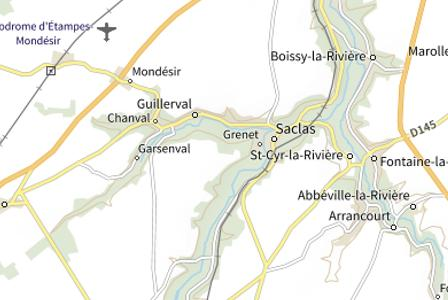 odrome d'Étampes-
Mondésir
Boissy-la-Rivière
Marolle
Mondésir
Guillerval
Chanval
Grenet
Saclas
D145
Garsenval
St-Cyr-la-Rivière
Fontaine-la-
Abbéville-la-Rivière
Arrancourt
Fo